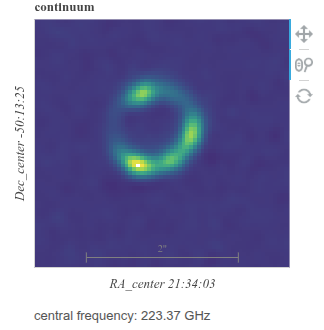 continuum
Dec_center -50:13:25
2"
RA_center 21:34:03
central frequency: 223.37 GHz